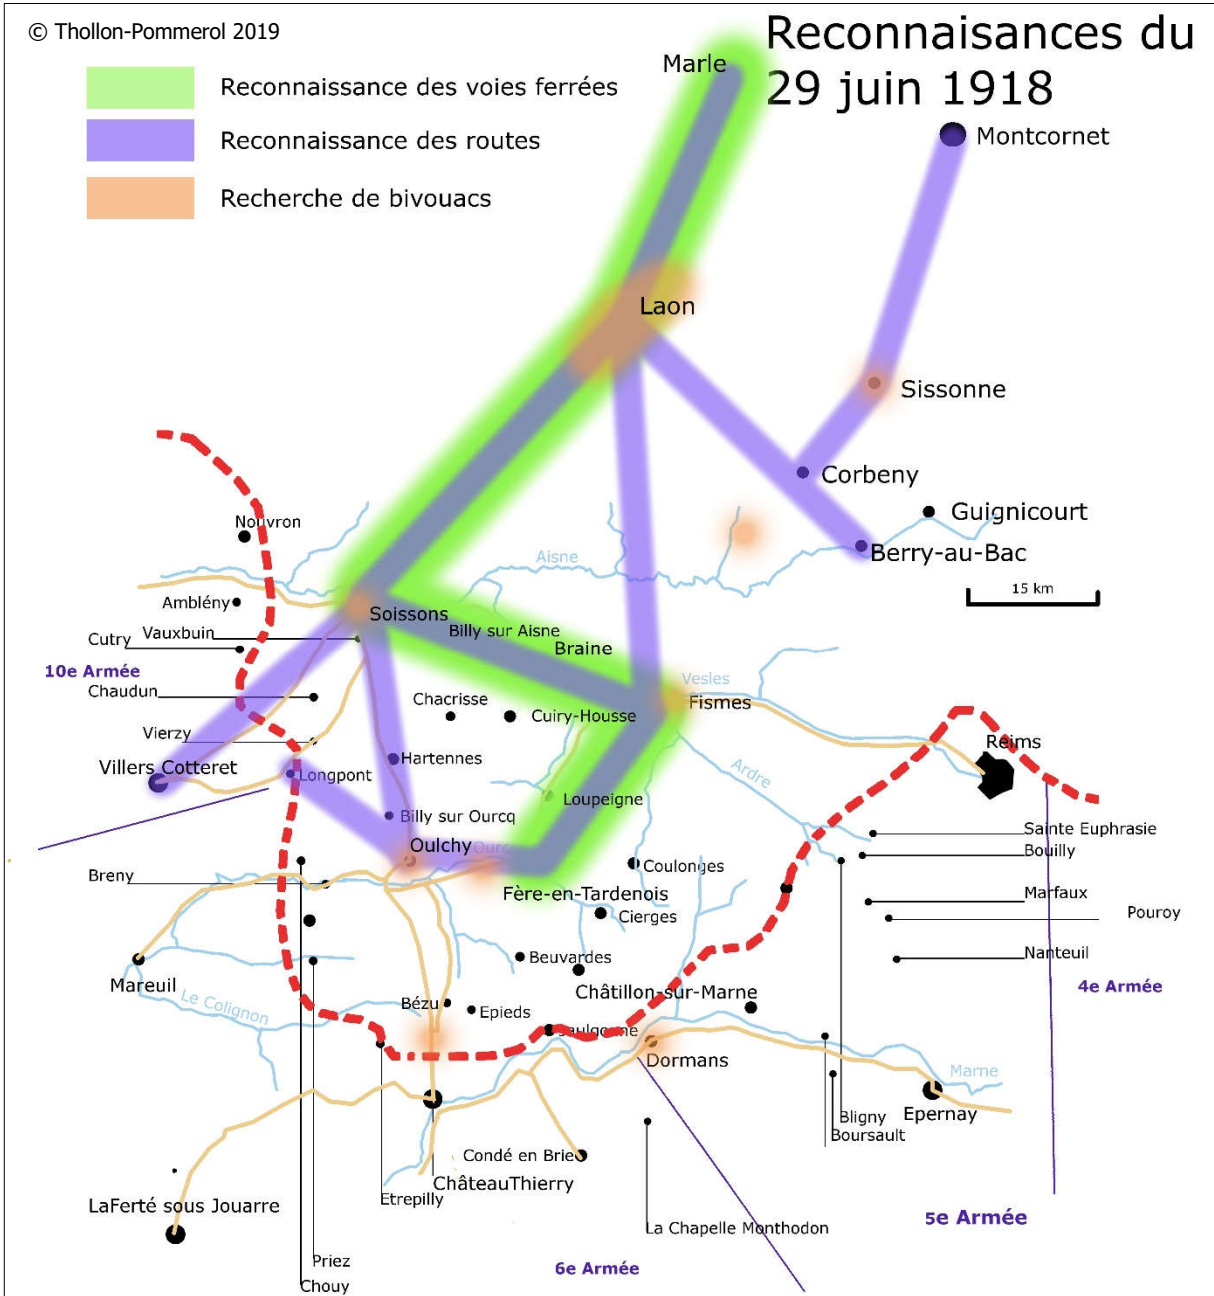 © Thollon-Pommerol 2019
Reconnaisances du
29 juin 1918
Reconnaissance des voies ferrées
Reconnaissance des routes
Recherche de bivouacs
Marle
Montcornet
Laon
Sissonne
Corbeny
Guignicourt
Berry-au-Bac
15 km
Nouvron
Aisne
Amblény
Soissons
Vauxbuin
Cutry
Billy sur Aisne
Braine
10e Armée
Vesles
Chaudun
Chacrisse
Fismes
Cuiry-Housse
Vierzy
Reims
Villers Cotteret
Longpont
Hartennes
Ardre
Loupeigne
Billy sur Ourcq
Sainte Euphrasie
Oulchy
Ourcq
Bouilly
Coulonges
Breny
Fère-en-Tardenois
Marfaux
Pouroy
Cierges
Nanteuil
Beuvardes
Mareuil
Châtillon-sur-Marne
4e Armée
Le Colignon
Bézu
Epieds
Jaulgonne
Dormans
Marne
Epernay
Bligny
Boursault
Condé en Brie
ChâteauThierry
Etrepilly
LaFerté sous Jouarre
La Chapelle Monthodon
5e Armée
Priez
6e Armée
Chouy